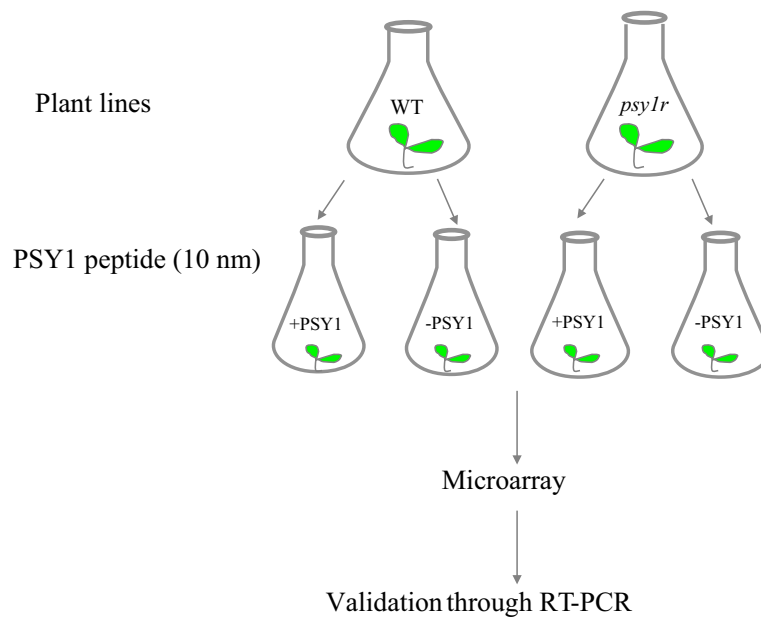 Plant lines
WT
psy1r
PSY1 peptide (10 nm)
+PSY1
-PSY1
+PSY1
-PSY1
Microarray
Validation through RT-PCR